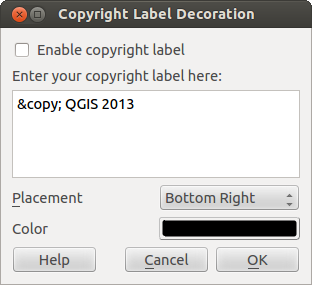 Copyright Label Decoration
Enable copyright label
Enter your copyright label here:
&copy; QGIS 2013
Placement Bottom Right
Color
Help Cancel OK